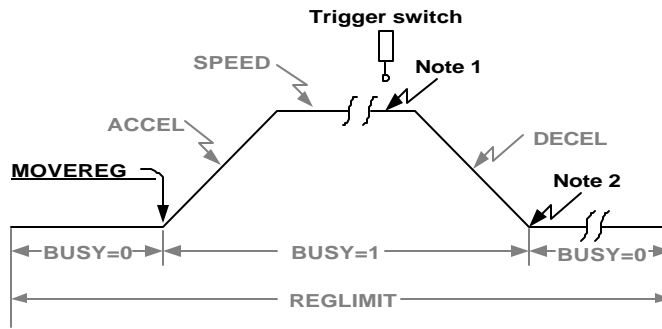 Trigger switch
SPEED
Note 1
ACCEL
DECEL
MOVEREG
Note 2
BUSY=0
BUSY=1
BUSY=0
REGLIMIT